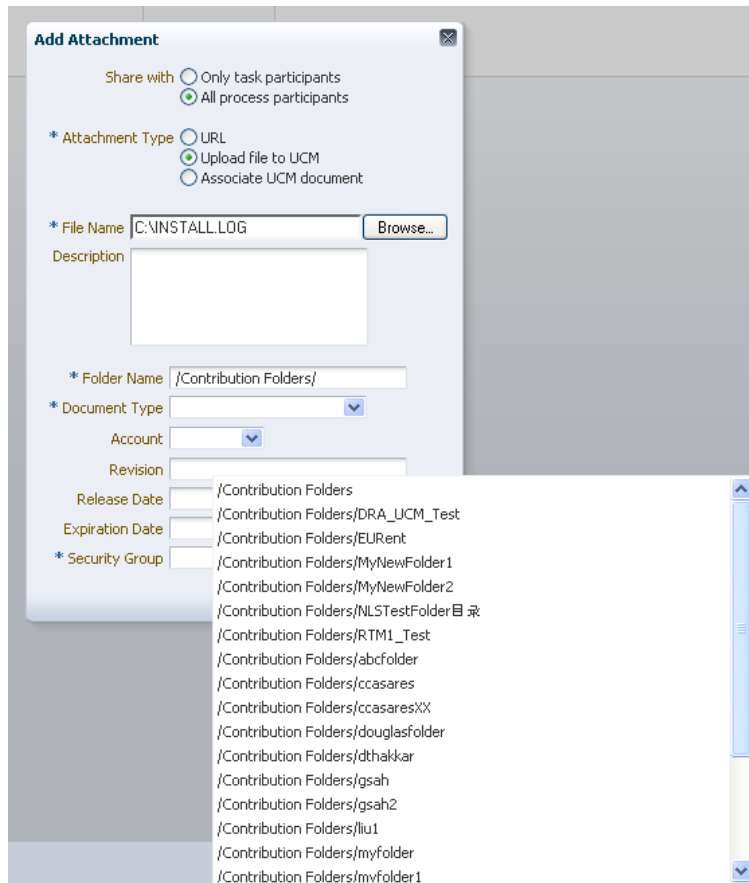 Add Attachment
Share with Only task participants
All process participants
* Attachment Type URL
Upload file to UCM
Associate UCM document
* File Name C:\INSTALL.LOG Browse...
Description
* Folder Name /Contribution Folders/
* Document Type
Account
Revision
Release Date
Expiration Date
* Security Group
/Contribution Folders
/Contribution Folders/DRA_UCM_Test
/Contribution Folders/EURent
/Contribution Folders/MyNewFolder1
/Contribution Folders/MyNewFolder2
/Contribution Folders/NLSTestFolder目录
/Contribution Folders/RTM1_Test
/Contribution Folders/abcfolder
/Contribution Folders/ccasares
/Contribution Folders/ccasaresXX
/Contribution Folders/douglasfolder
/Contribution Folders/dthakkar
/Contribution Folders/gsah
/Contribution Folders/gsah2
/Contribution Folders/liu1
/Contribution Folders/myfolder
/Contribution Folders/myfolder1